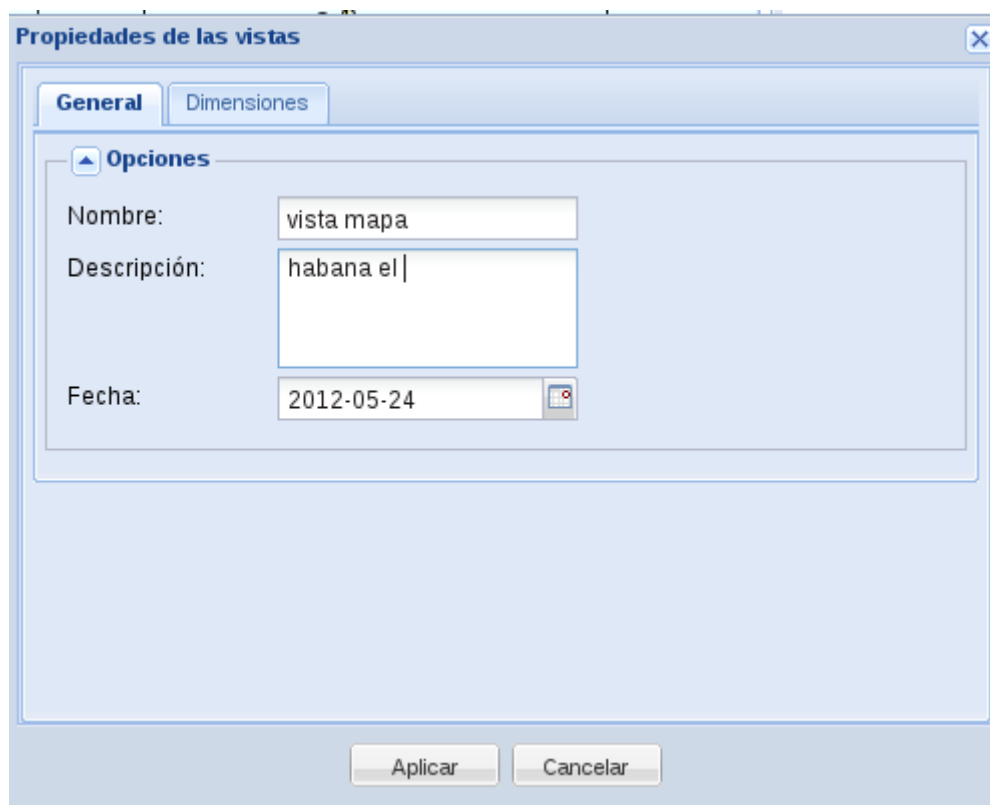 Propiedades de las vistas
General Dimensiones
Opciones
Nombre: vista mapa
Descripción: habana el
Fecha: 2012-05-24
Aplicar Cancelar